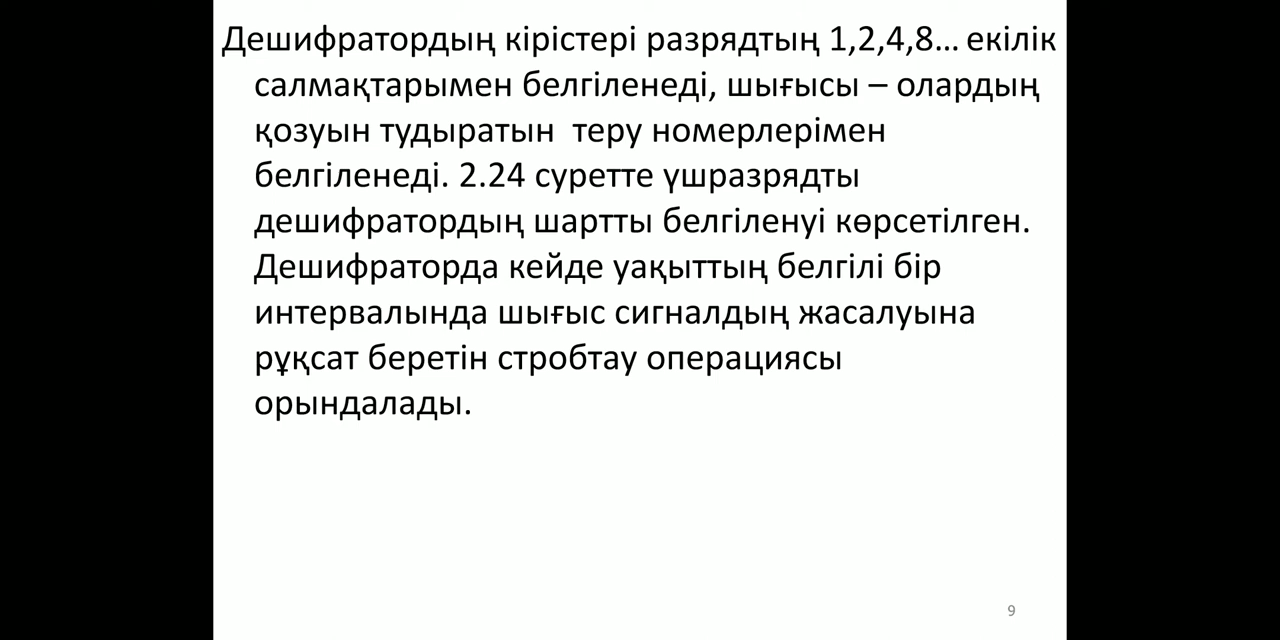 Дешифратордың кірістері разрядтың 1,2,4,8... екілік
салмақтарымен белгіленеді, шығысы – олардың
қозуын тудыратын  теру номерлерімен
белгіленеді. 2.24 суретте үшразрядты
дешифратордың шартты белгіленуі көрсетілген.
Дешифраторда кейде уақыттың белгілі бір
интервалында шығыс сигналдың жасалуына
рұқсат беретін стробтау операциясы
орындалады.
9